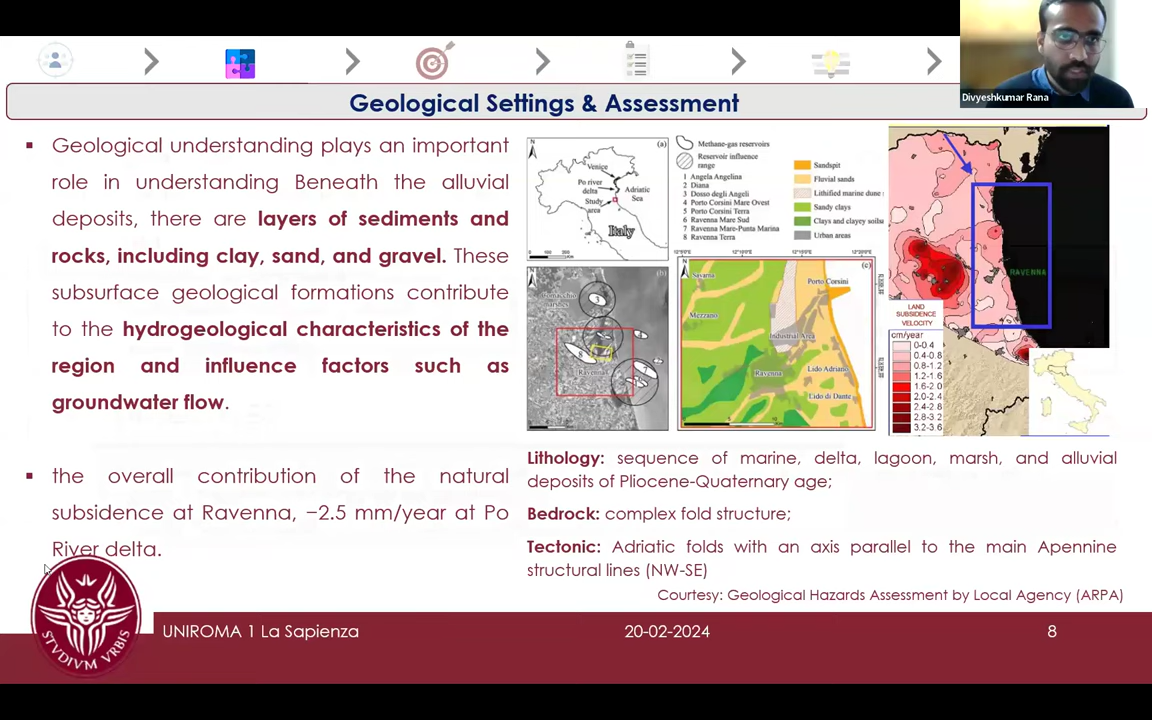 Divyeshkumar Rana
Geological Settings & Assessment
▪ Geological understanding plays an important
role in understanding Beneath the alluvial
deposits, there are layers of sediments and
rocks, including clay, sand, and gravel. These
subsurface geological formations contribute
to the hydrogeological characteristics of the
region and influence factors such as
groundwater flow.
▪ the overall contribution of the natural
subsidence at Ravenna, −2.5 mm/year at Po
River delta.
N
(a)
Venice
Po river
delta
Adriatic
Sea
Study
area
Italy
Methane-gas reservoirs
Reservoir influence
range
1 Angela Angelina
2 Diana
3 Dosso degli Angeli
4 Porto Corsini Mare Ovest
5 Porto Corsini Terra
6 Ravenna Mare Sud
7 Ravenna Mare-Punta Marina
8 Ravenna Terra
Sandspit
Fluvial sands
Lithified marine dune
Sandy clays
Clays and clayey soils
Urban areas
N
(b)
3
8
7
Ravenna
N
(c)
Savarna
Porto Corsini
Mezzano
Industrial Area
Ravenna
Lido Adriano
Lido di Dante
RAVENNA
LAND
SUBSIDENCE
VELOCITY
cm/year
0-0.4
0.4-0.8
0.8-1.2
1.2-1.6
1.6-2.0
2.0-2.4
2.4-2.8
2.8-3.2
3.2-3.6
Lithology: sequence of marine, delta, lagoon, marsh, and alluvial
deposits of Pliocene-Quaternary age;
Bedrock: complex fold structure;
Tectonic: Adriatic folds with an axis parallel to the main Apennine
structural lines (NW-SE)
Courtesy: Geological Hazards Assessment by Local Agency (ARPA)
STVDIVM VRBIS
UNIROMA 1 La Sapienza
20-02-2024
8